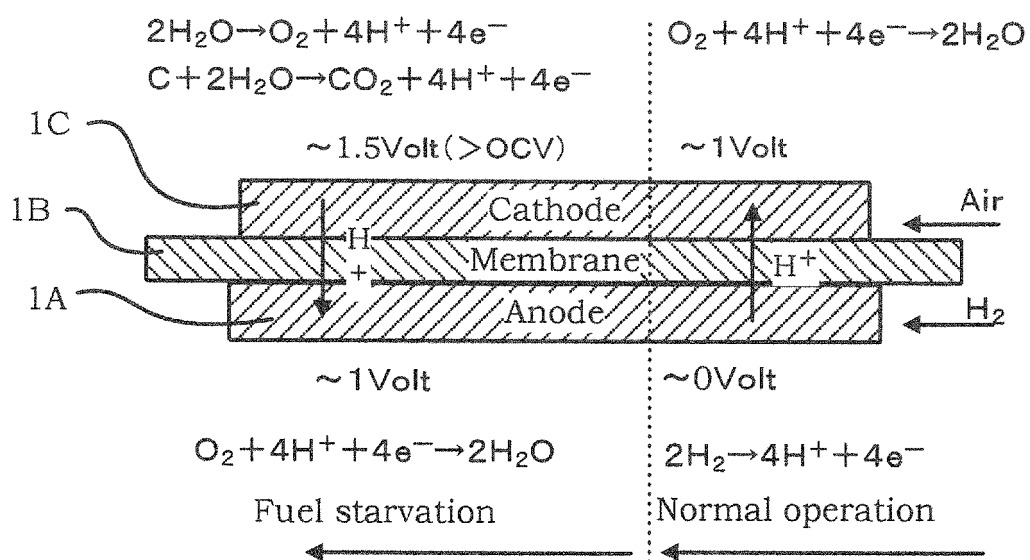 2H₂O→O₂+4H⁺+4e⁻
O₂+4H⁺+4e⁻→2H₂O
C+2H₂O→CO₂+4H⁺+4e⁻
1C
~1.5Volt(>OCV)
~1Volt
1B
Cathode
Air
H
+
Membrane
H⁺
1A
Anode
H₂
~1Volt
~0Volt
O₂+4H⁺+4e⁻→2H₂O
2H₂→4H⁺+4e⁻
Fuel starvation
Normal operation